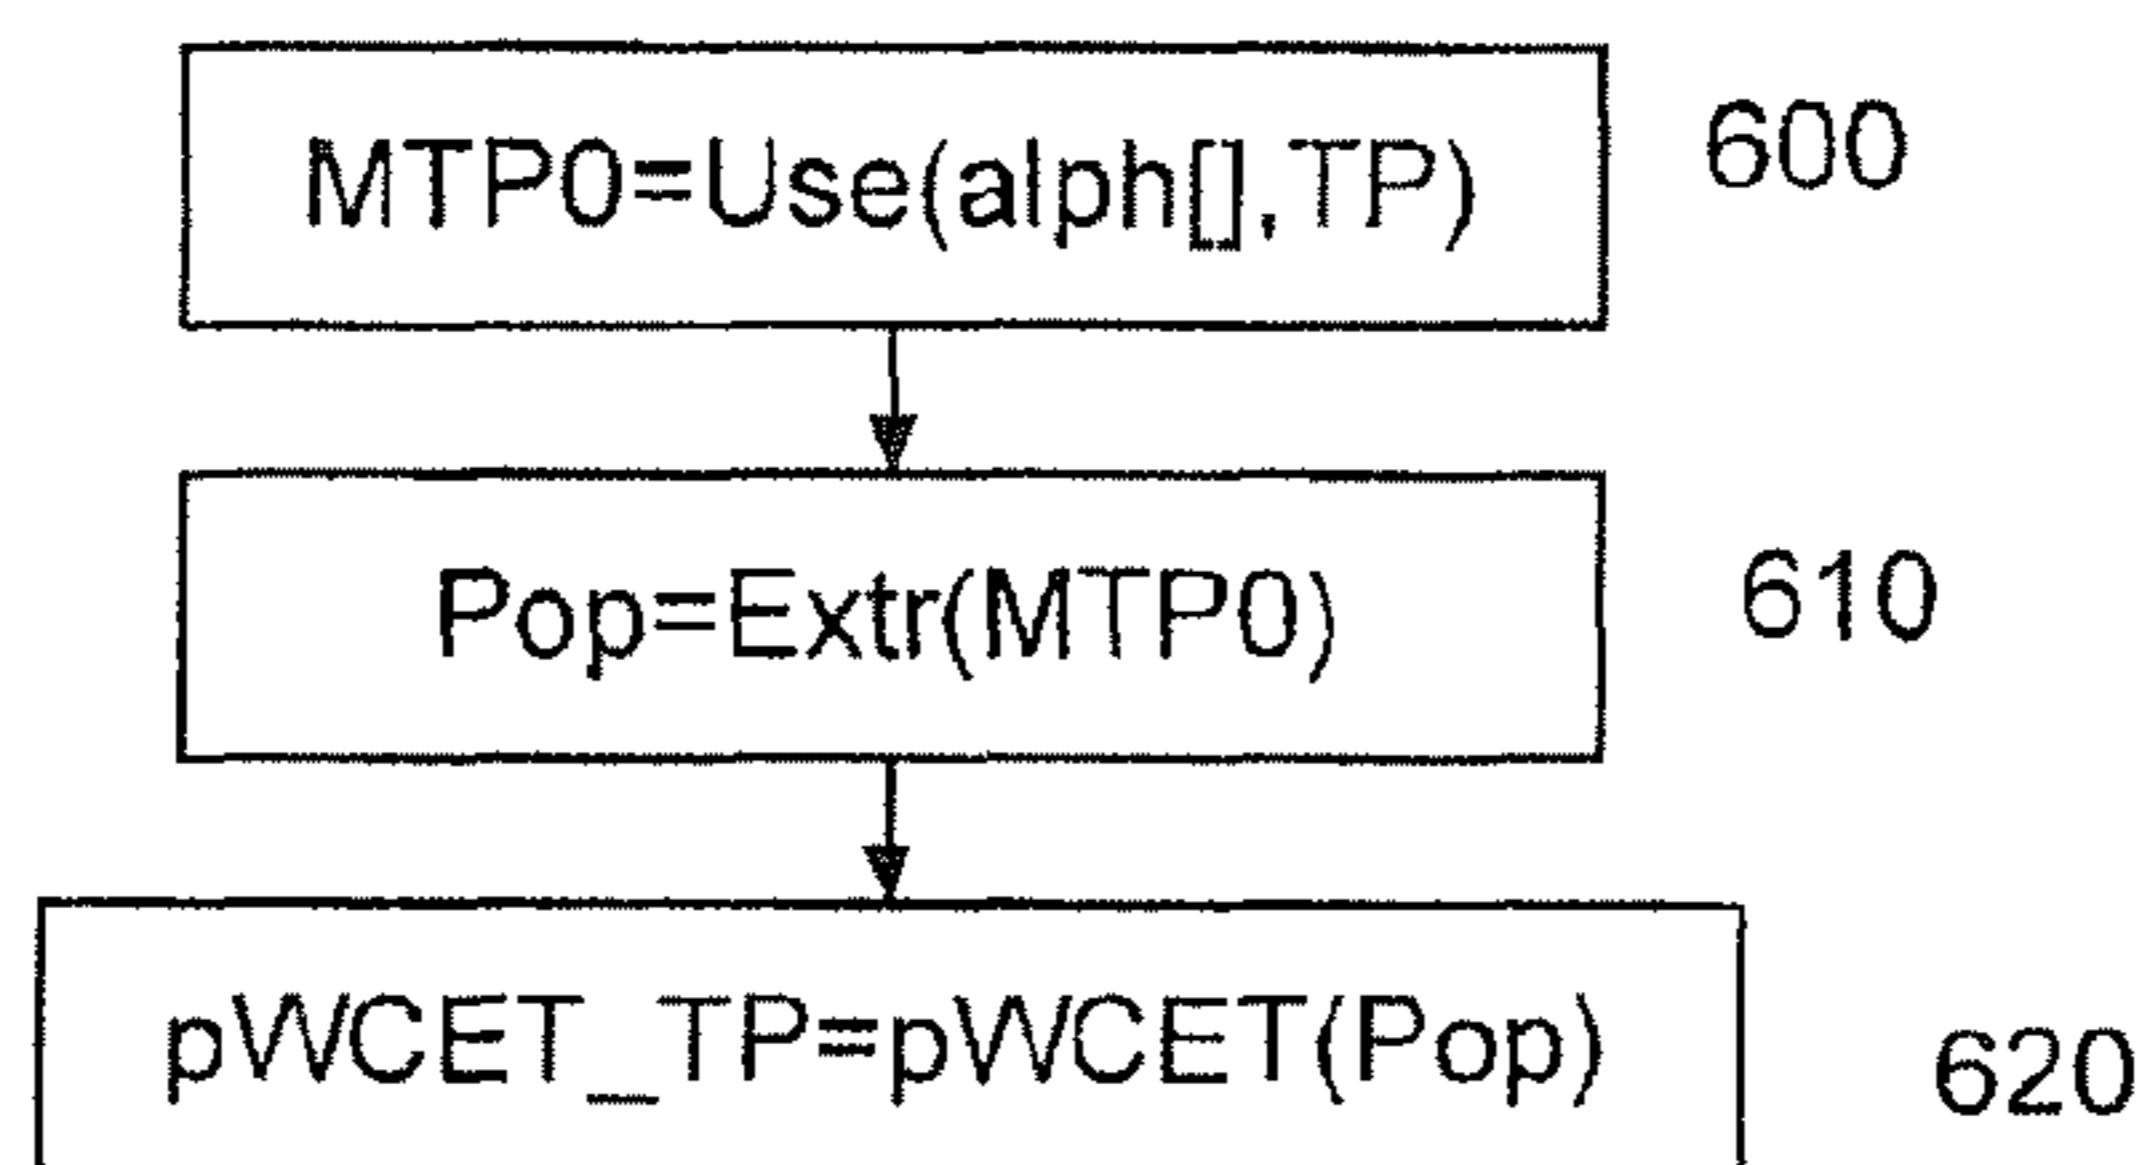 MTP0=Use(alph[],TP)
600
Pop=Extr(MTP0)
610
pWCET_TP=pWCET(Pop)
620